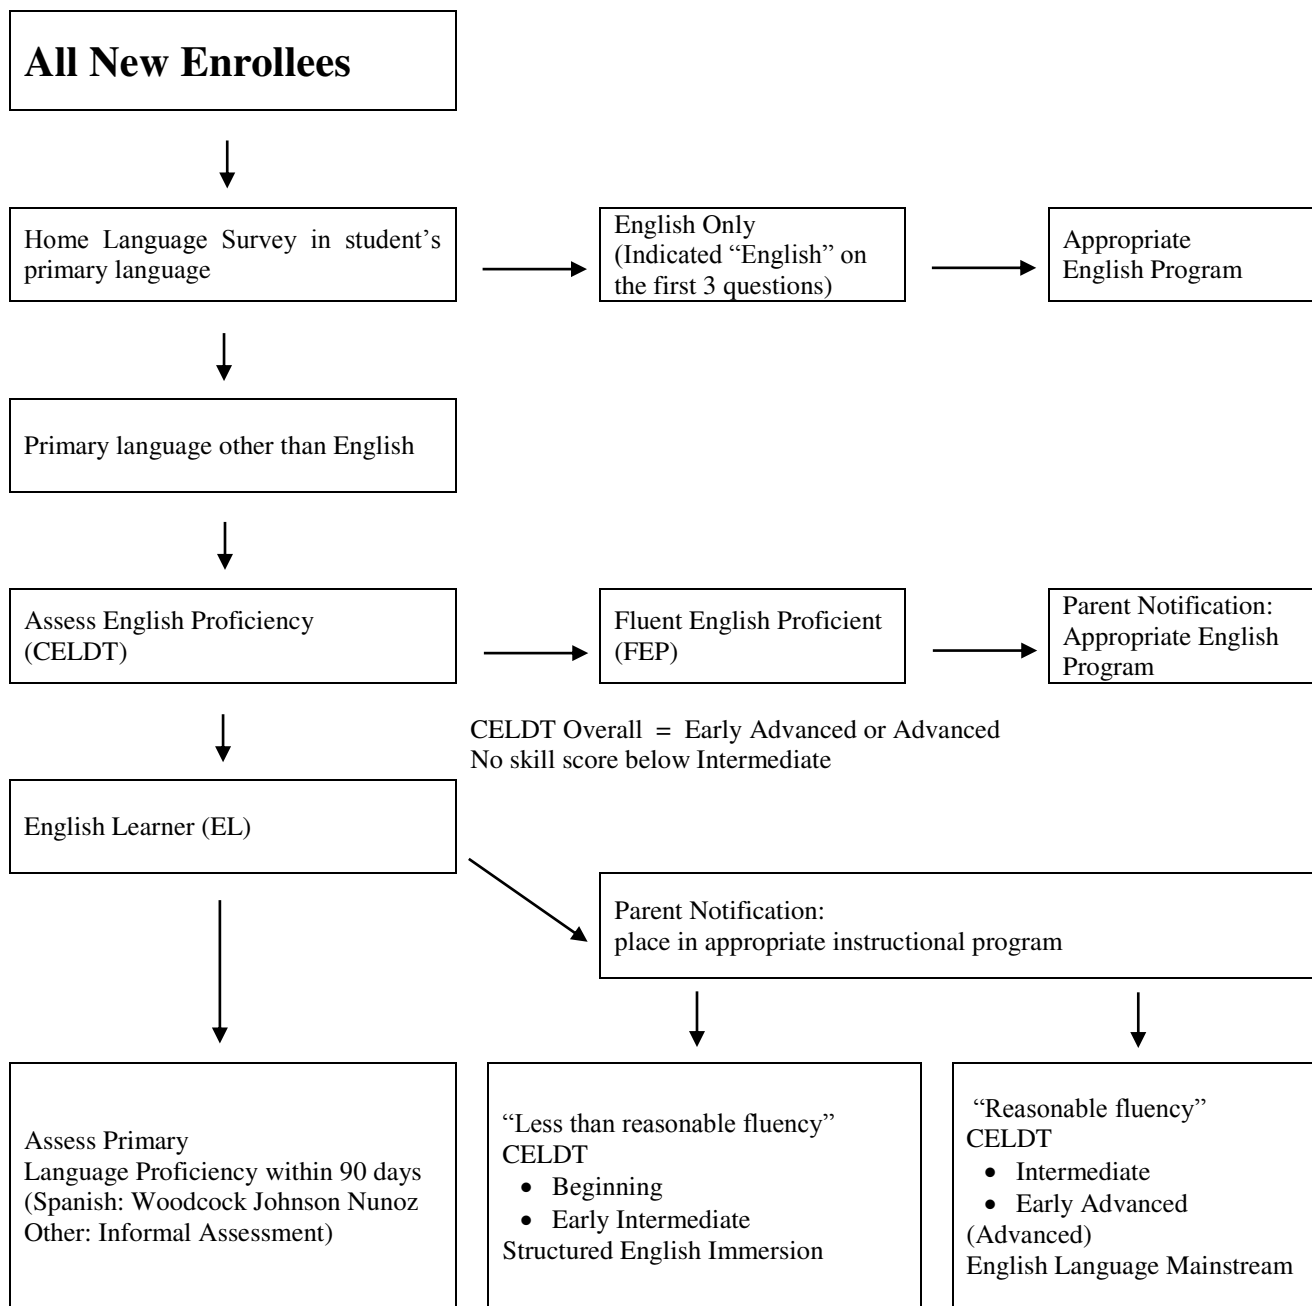 All New Enrollees
Home Language Survey in student's
primary language
English Only
(Indicated “English” on
the first 3 questions)
Appropriate
English Program
Primary language other than English
Assess English Proficiency
(CELDT)
Fluent English Proficient
(FEP)
Parent Notification:
Appropriate English
Program
CELDT Overall = Early Advanced or Advanced
No skill score below Intermediate
English Learner (EL)
Parent Notification:
place in appropriate instructional program
Assess Primary
Language Proficiency within 90 days
(Spanish: Woodcock Johnson Nunoz
Other: Informal Assessment)
“Less than reasonable fluency”
CELDT
• Beginning
• Early Intermediate
Structured English Immersion
“Reasonable fluency”
CELDT
• Intermediate
• Early Advanced
(Advanced)
English Language Mainstream